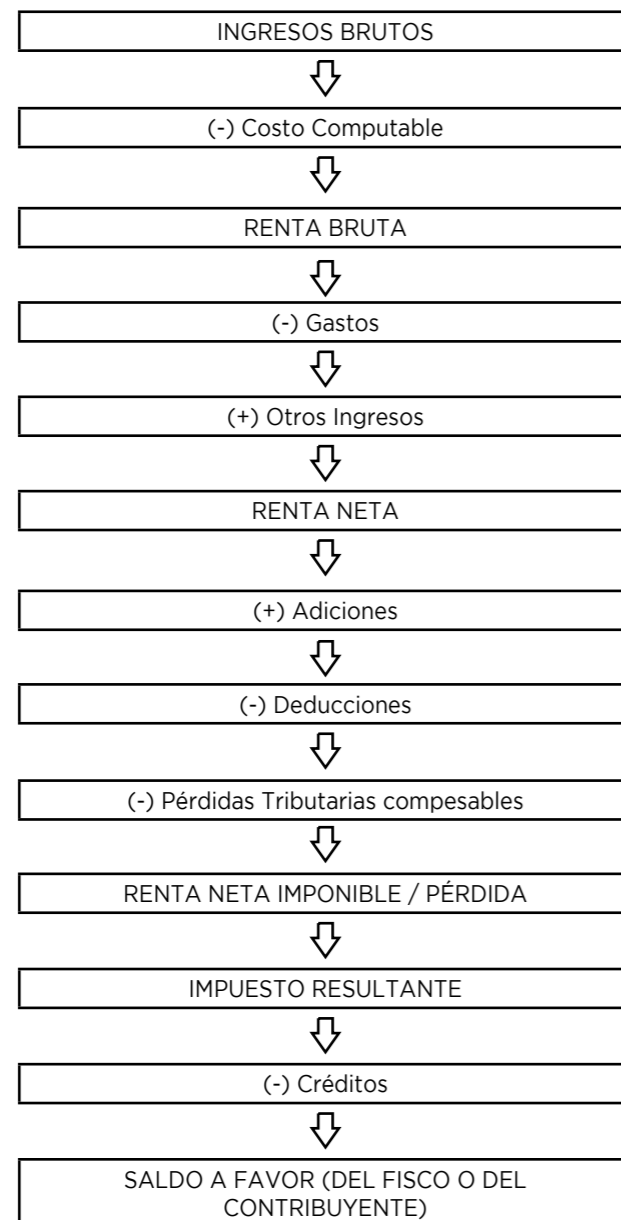 INGRESOS BRUTOS
(-) Costo Computable
RENTA BRUTA
(-) Gastos
(+) Otros Ingresos
RENTA NETA
(+) Adiciones
(-) Deducciones
(-) Pérdidas Tributarias compesables
RENTA NETA IMPONIBLE / PÉRDIDA
IMPUESTO RESULTANTE
(-) Créditos
SALDO A FAVOR (DEL FISCO O DEL
CONTRIBUYENTE)